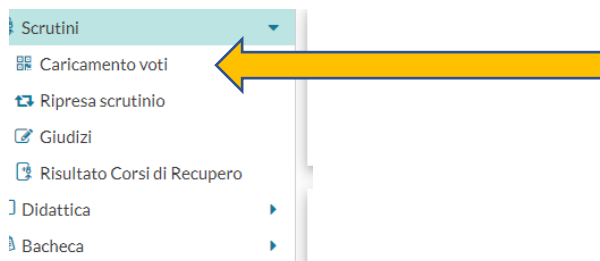 Scrutini
Caricamento voti
Ripresa scrutinio
Giudizi
Risultato Corsi di Recupero
Didattica
Bacheca